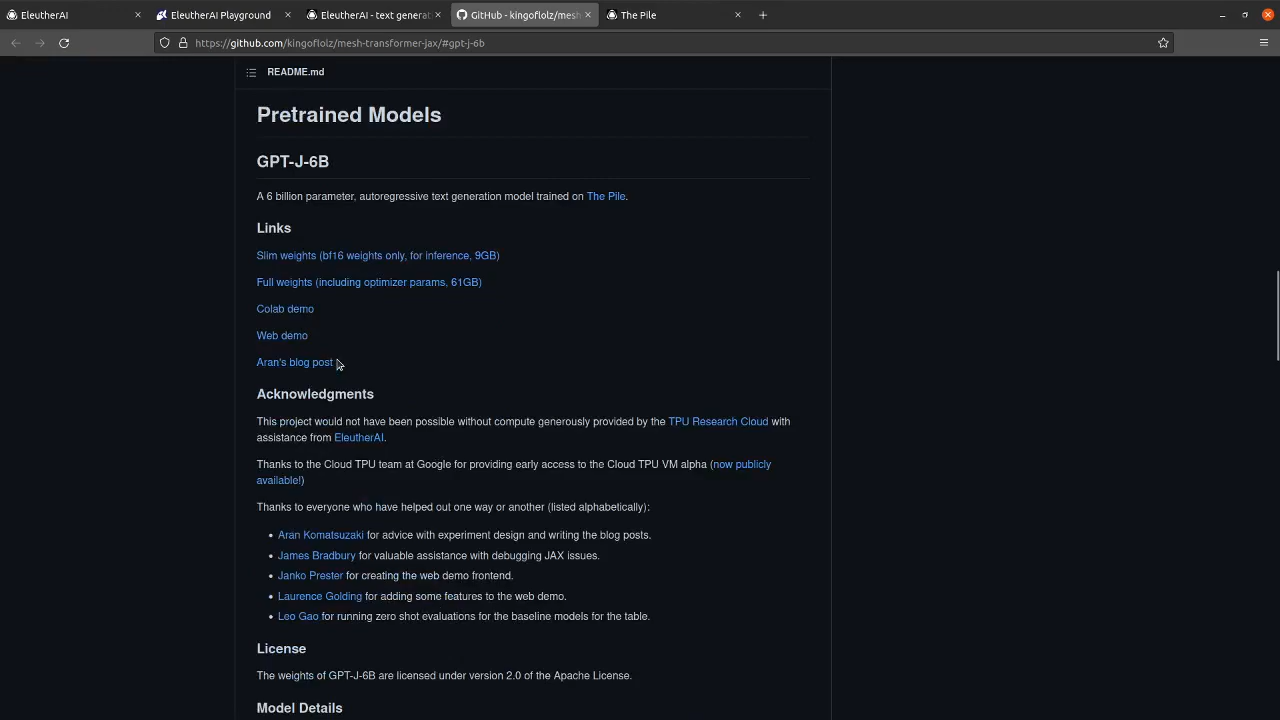 EleutherAI
EleutherAI Playground
EleutherAI - text generat
GitHub - kingoflolz/mesh
The Pile
https://github.com/kingoflolz/mesh-transformer-jax/#gpt-j-6b
README.md
Pretrained Models
GPT-J-6B
A 6 billion parameter, autoregressive text generation model trained on The Pile.
Links
Slim weights (bf16 weights only, for inference, 9GB)
Full weights (including optimizer params, 61GB)
Colab demo
Web demo
Aran's blog post
Acknowledgments
This project would not have been possible without compute generously provided by the TPU Research Cloud with
assistance from EleutherAI.
Thanks to the Cloud TPU team at Google for providing early access to the Cloud TPU VM alpha (now publicly
available!)
Thanks to everyone who have helped out one way or another (listed alphabetically):
• Aran Komatsuzaki for advice with experiment design and writing the blog posts.
• James Bradbury for valuable assistance with debugging JAX issues.
• Janko Prester for creating the web demo frontend.
• Laurence Golding for adding some features to the web demo.
• Leo Gao for running zero shot evaluations for the baseline models for the table.
License
The weights of GPT-J-6B are licensed under version 2.0 of the Apache License.
Model Details